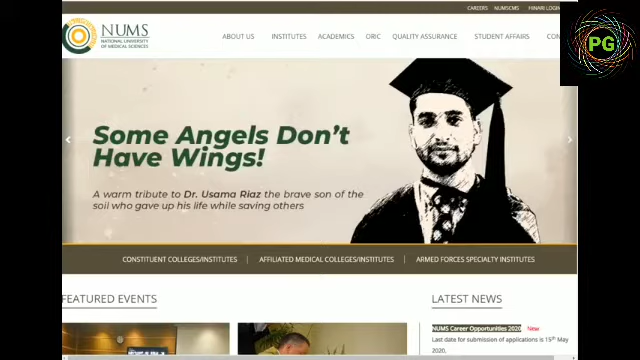 CAREERS NUMSCMS HINARI LOGIN
NUMS
NATIONAL UNIVERSITY
OF MEDICAL SCIENCES
ABOUT US INSTITUTES ACADEMICS ORIC QUALITY ASSURANCE STUDENT AFFAIRS CON
PG
Some Angels Don't
Have Wings!
A warm tribute to Dr. Usama Riaz the brave son of the
soil who gave up his life while saving others
CONSTITUENT COLLEGES/INSTITUTES | AFFILIATED MEDICAL COLLEGES/INSTITUTES | ARMED FORCES SPECIALTY INSTITUTES
FEATURED EVENTS
LATEST NEWS
NUMS Career Opportunities 2020 New
Last date for submission of applications is 15th May
2020.